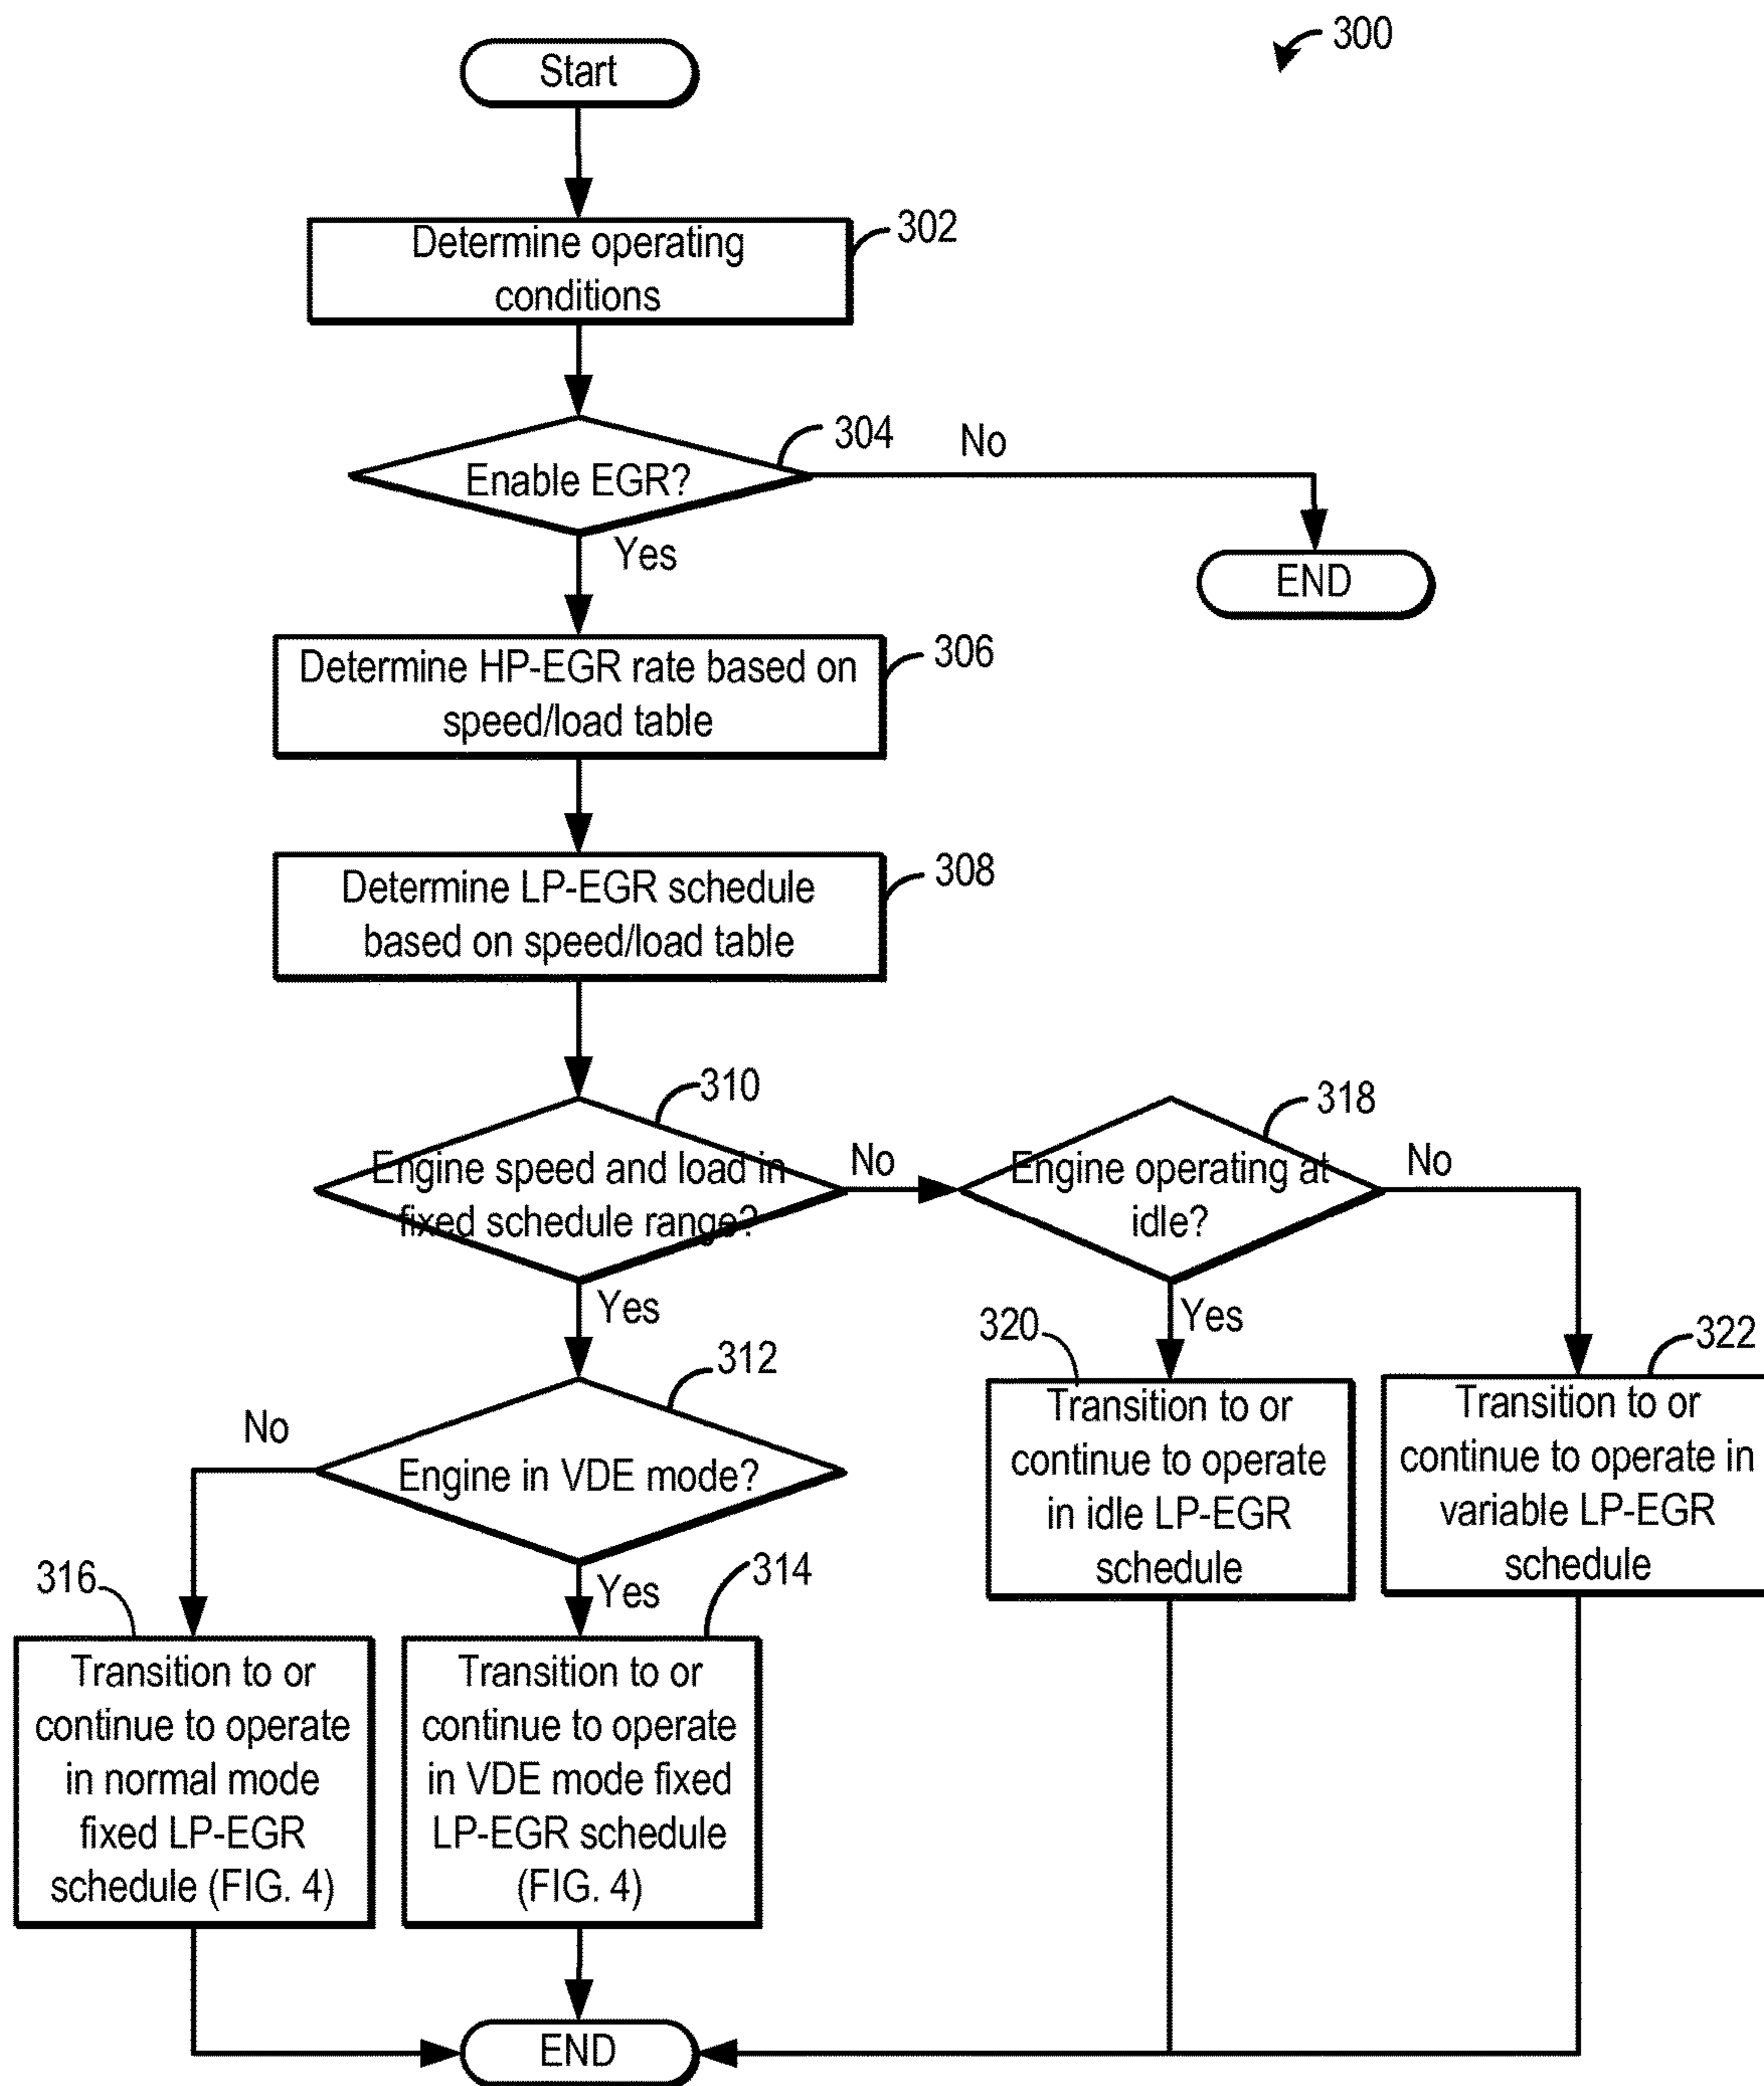 300
Start
302
Determine operating
conditions
304
Enable EGR?
No
Yes
END
306
Determine HP-EGR rate based on
speed/load table
308
Determine LP-EGR schedule
based on speed/load table
310
Engine speed and load in
fixed schedule range?
No
318
Engine operating at
idle?
No
Yes
Yes
312
Engine in VDE mode?
No
Yes
320
Transition to or
continue to operate
in idle LP-EGR
schedule
322
Transition to or
continue to operate in
variable LP-EGR
schedule
316
Transition to or
continue to operate
in normal mode
fixed LP-EGR
schedule (FIG. 4)
314
Transition to or
continue to operate
in VDE mode fixed
LP-EGR schedule
(FIG. 4)
END